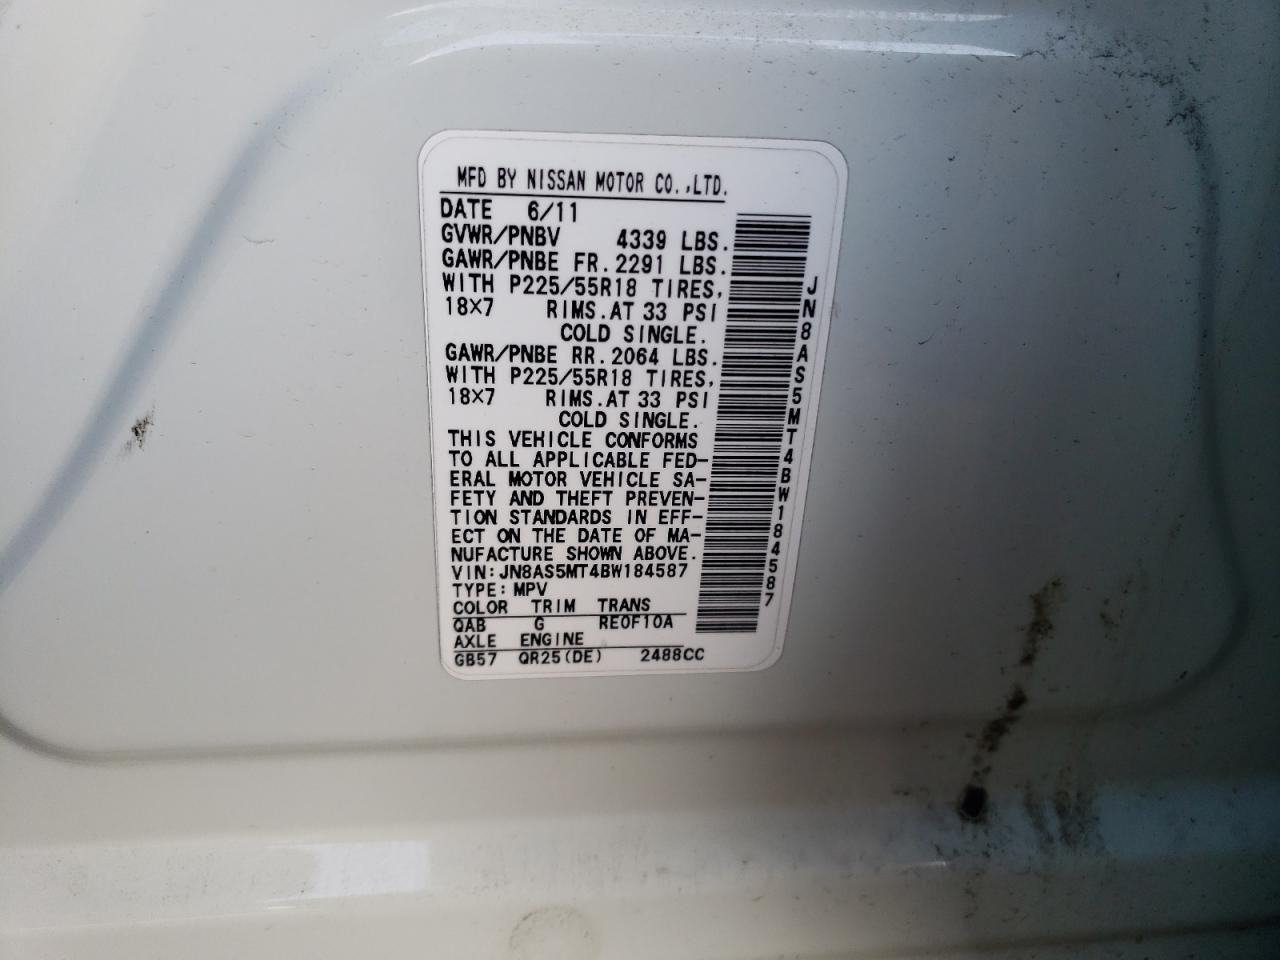 MFD BY NISSAN MOTOR CO.,LTD.
DATE 6/11
GVWR/PNBV 4339 LBS.
GAWR/PNBE FR.2291 LBS.
WITH P225/55R18 TIRES,
18X7 RIMS.AT 33 PSI
COLD SINGLE.
GAWR/PNBE RR.2064 LBS.
WITH P225/55R18 TIRES,
18X7 RIMS.AT 33 PSI
COLD SINGLE.
THIS VEHICLE CONFORMS
TO ALL APPLICABLE FED-
ERAL MOTOR VEHICLE SA-
FETY AND THEFT PREVEN-
TION STANDARDS IN EFF-
ECT ON THE DATE OF MA-
NUFACTURE SHOWN ABOVE.
VIN:JN8AS5MT4BW184587
TYPE:MPV
COLOR TRIM TRANS
QAB G RE0F10A
AXLE ENGINE
GB57 QR25(DE) 2488CC
JN8AS5MT4BW184587